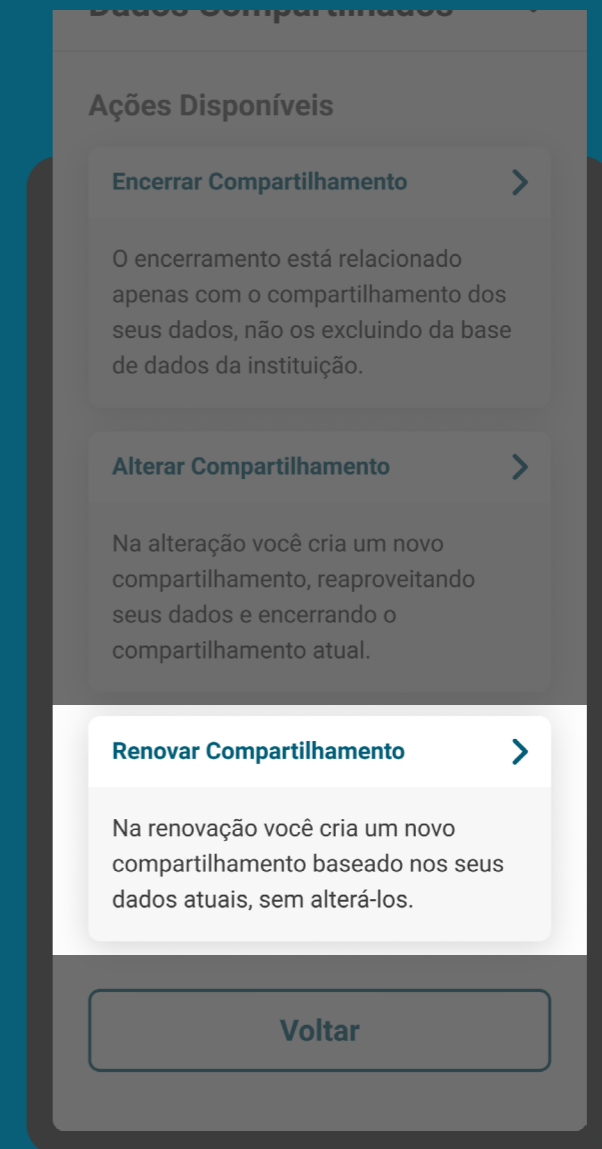 Dados Compartilhados
Ações Disponíveis
Encerrar Compartilhamento
O encerramento está relacionado
apenas com o compartilhamento dos
seus dados, não os excluindo da base
de dados da instituição.
Alterar Compartilhamento
Na alteração você cria um novo
compartilhamento, reaproveitando
seus dados e encerrando o
compartilhamento atual.
Renovar Compartilhamento
Na renovação você cria um novo
compartilhamento baseado nos seus
dados atuais, sem alterá-los.
Voltar